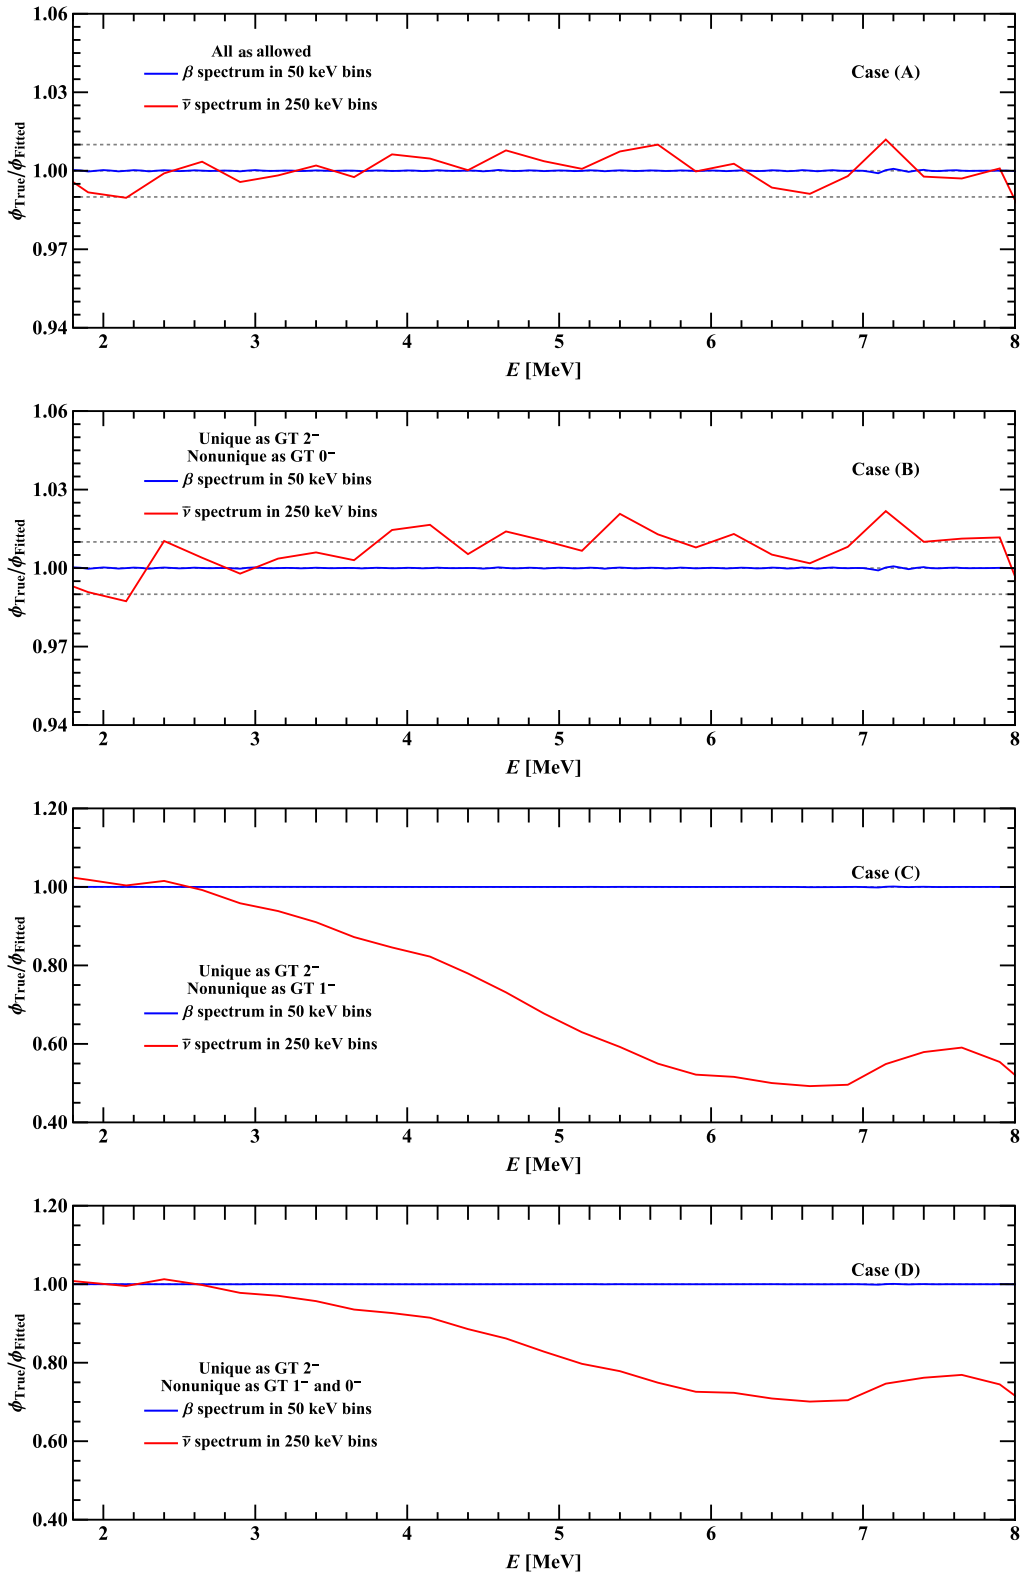 1.06
All as allowed
β spectrum in 50 keV bins
ν̅ spectrum in 250 keV bins
Case (A)
1.03
1.00
0.97
0.94
ϕTrue/ϕFitted
2 3 4 5 6 7 8
E [MeV]
1.06
Unique as GT 2⁻
Nonunique as GT 0⁻
β spectrum in 50 keV bins
ν̅ spectrum in 250 keV bins
Case (B)
1.03
1.00
0.97
0.94
ϕTrue/ϕFitted
2 3 4 5 6 7 8
E [MeV]
1.20
Case (C)
1.00
0.80
Unique as GT 2⁻
Nonunique as GT 1⁻
β spectrum in 50 keV bins
ν̅ spectrum in 250 keV bins
0.60
0.40
ϕTrue/ϕFitted
2 3 4 5 6 7 8
E [MeV]
1.20
Case (D)
1.00
0.80
Unique as GT 2⁻
Nonunique as GT 1⁻ and 0⁻
β spectrum in 50 keV bins
ν̅ spectrum in 250 keV bins
0.60
0.40
ϕTrue/ϕFitted
2 3 4 5 6 7 8
E [MeV]